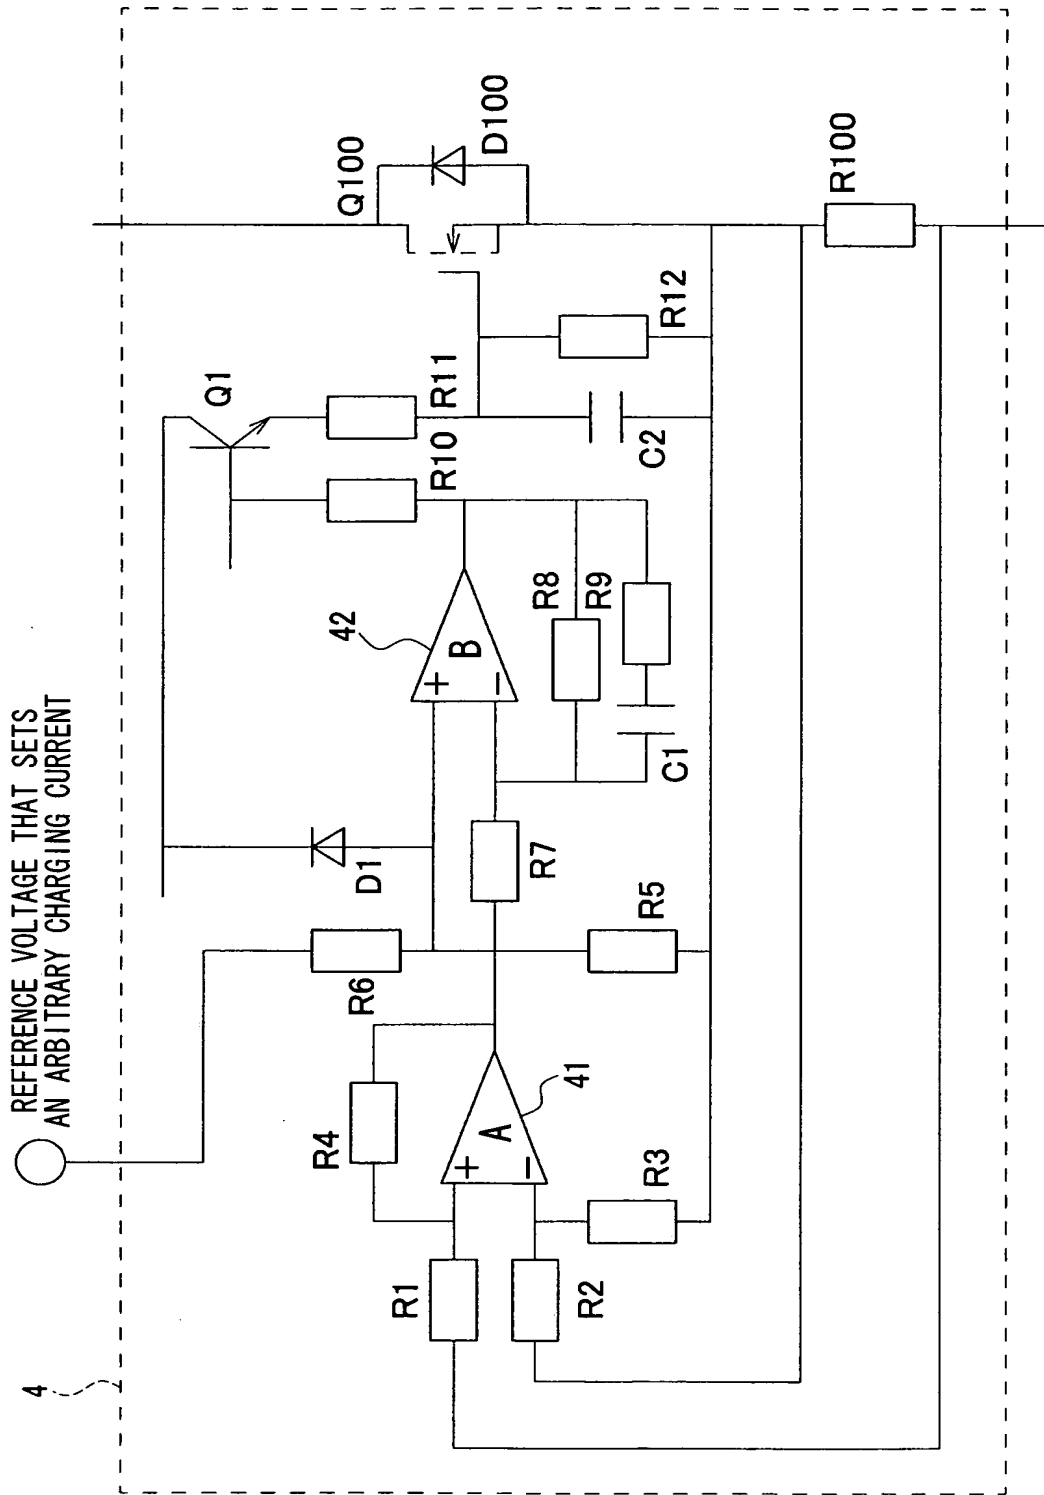 REFERENCE VOLTAGE THAT SETS
AN ARBITRARY CHARGING CURRENT
4
Q1
Q100
D100
R11
R10
R12
C2
42
+
B
−
R8
R9
C1
D1
R7
R6
R5
R4
41
+
A
−
R3
R1
R2
R100